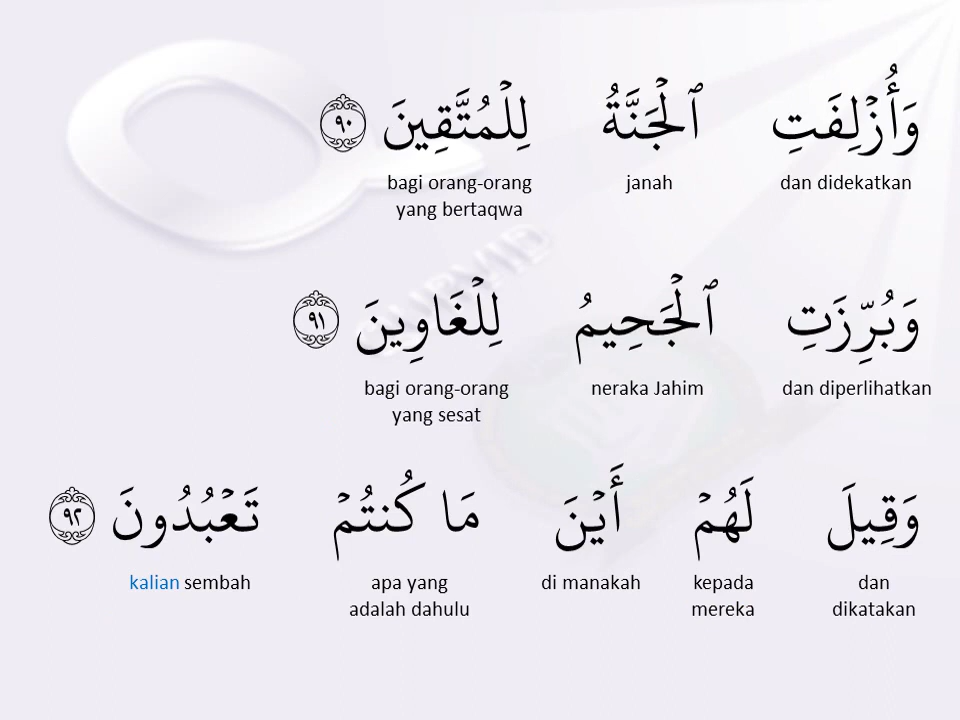 وَأُزْلِفَتِ ٱلْجَنَّةُ لِلْمُتَّقِينَ ٩٠
dan didekatkan janah bagi orang-orang
yang bertaqwa
وَبُرِّزَتِ ٱلْجَحِيمُ لِلْغَاوِينَ ٩١
dan diperlihatkan neraka Jahim bagi orang-orang
yang sesat
وَقِيلَ لَهُمْ أَيْنَ مَا كُنتُمْ تَعْبُدُونَ ٩٢
dan kepada di manakah apa yang kalian sembah
dikatakan mereka adalah dahulu